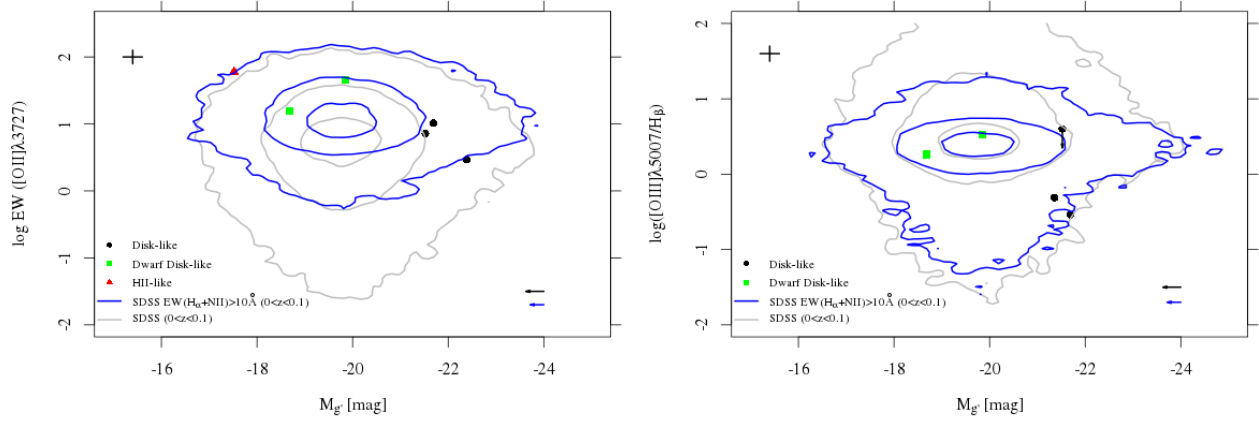 log EW ([OII]λ3727)
2
1
0
-1
-2
Disk-like
Dwarf Disk-like
HII-like
SDSS EW(Hα+NII)>10Å (0<z<0.1)
SDSS (0<z<0.1)
-16
-18
-20
-22
-24
Mg' [mag]
log([OIII]λ5007/Hβ)
2
1
0
-1
-2
Disk-like
Dwarf Disk-like
SDSS EW(Hα+NII)>10Å (0<z<0.1)
SDSS (0<z<0.1)
-16
-18
-20
-22
-24
Mg' [mag]